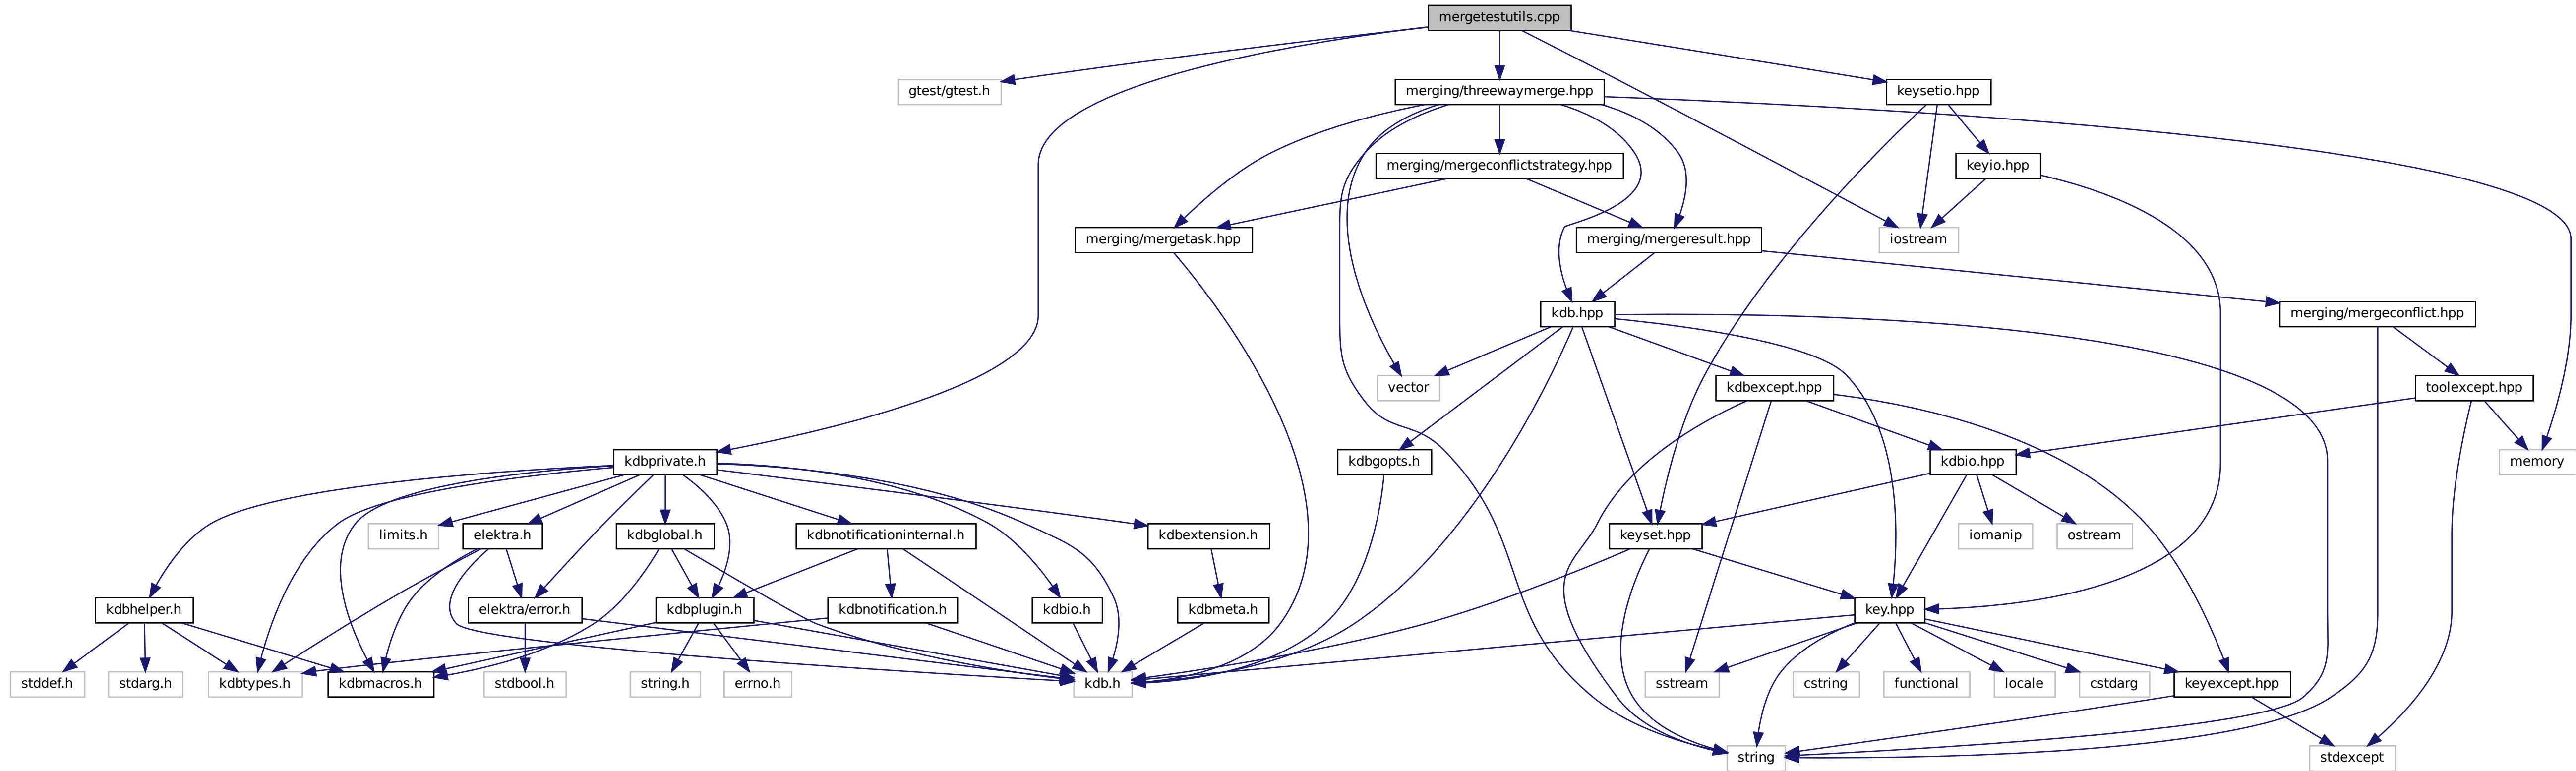 mergetestutils.cpp
gtest/gtest.h
merging/threewaymerge.hpp
keysetio.hpp
merging/mergeconflictstrategy.hpp
keyio.hpp
merging/mergetask.hpp
merging/mergeresult.hpp
iostream
kdb.hpp
merging/mergeconflict.hpp
vector
kdbexcept.hpp
toolexcept.hpp
kdbprivate.h
kdbgopts.h
kdbio.hpp
memory
limits.h
elektra.h
kdbglobal.h
kdbnotificationinternal.h
kdbextension.h
keyset.hpp
iomanip
ostream
kdbhelper.h
elektra/error.h
kdbplugin.h
kdbnotification.h
kdbio.h
kdbmeta.h
key.hpp
stddef.h
stdarg.h
kdbtypes.h
kdbmacros.h
stdbool.h
string.h
errno.h
kdb.h
sstream
cstring
functional
locale
cstdarg
keyexcept.hpp
string
stdexcept